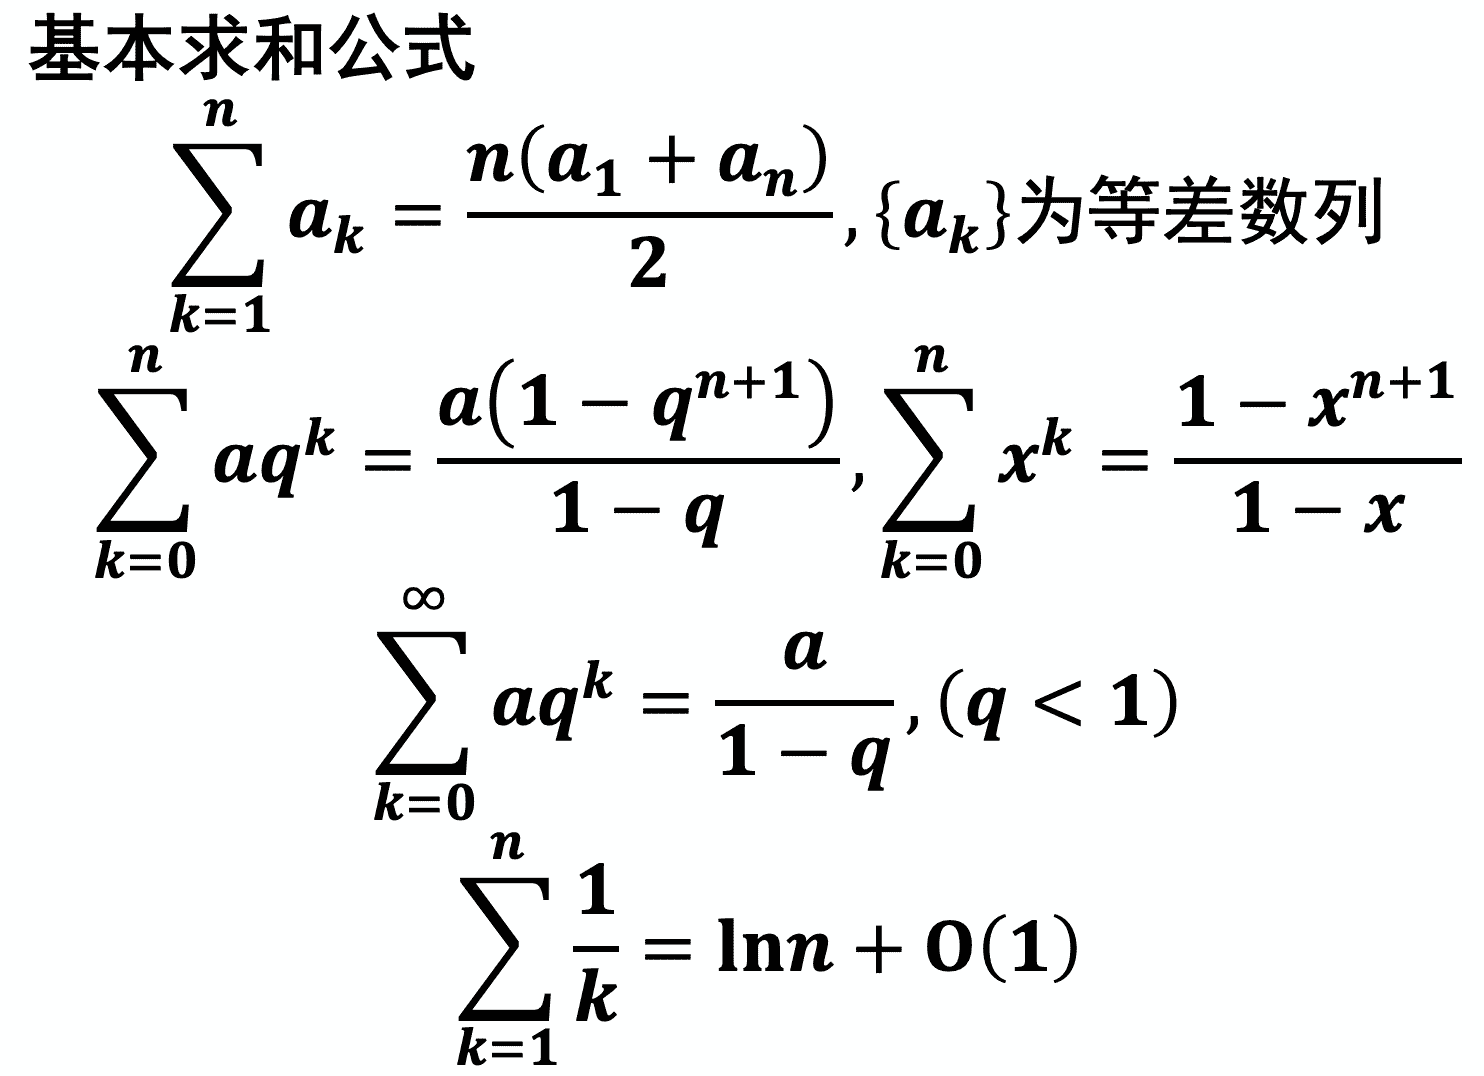 基本求和公式
$\sum_{k=1}^{n} a_k = \frac{n(a_1 + a_n)}{2}, \{a_k\}$为等差数列
$\sum_{k=0}^{n} aq^k = \frac{a(1 - q^{n+1})}{1 - q}, \sum_{k=0}^{n} x^k = \frac{1 - x^{n+1}}{1 - x}$
$\sum_{k=0}^{\infty} aq^k = \frac{a}{1 - q}, (q < 1)$
$\sum_{k=1}^{n} \frac{1}{k} = \ln n + O(1)$